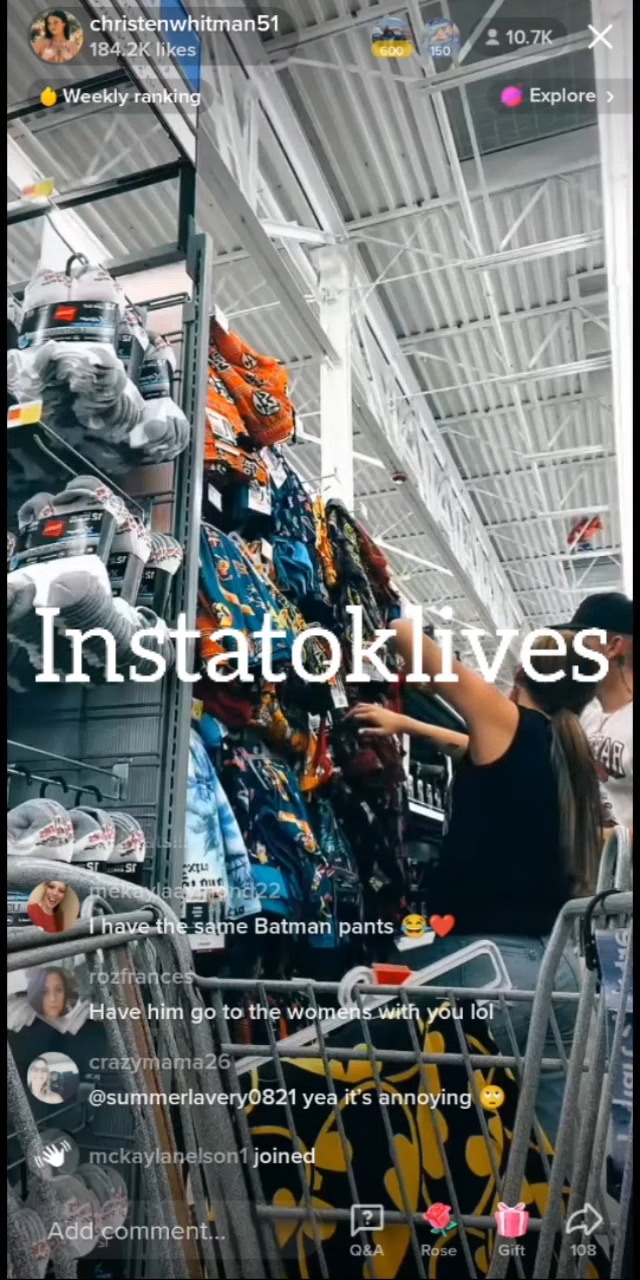 christenwhitman51
184.2K likes
600
150
10.7K
Weekly ranking
Explore
Instatoklives
I have the same Batman pants 😂❤️
rozfrances
Have him go to the womens with you lol
crazymama26
@summerlavery0821 yea it's annoying 🙄
mckaylanelson1 joined
Add comment...
Q&A
Rose
Gift
108